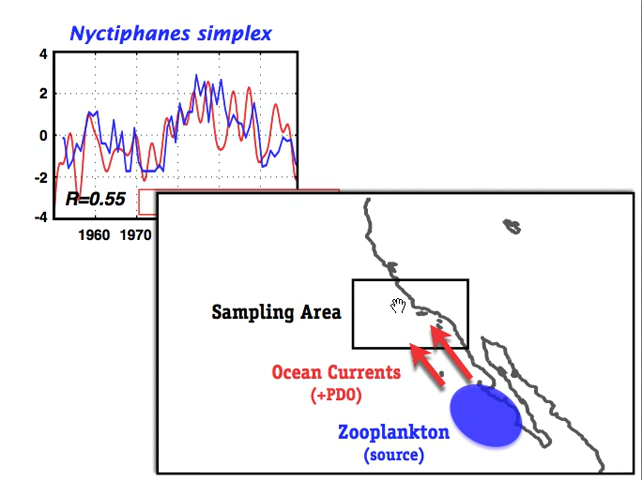 Nyctiphanes simplex
4
2
0
-2
-4
R=0.55
1960 1970
Sampling Area
Ocean Currents
(+PDO)
Zooplankton
(source)